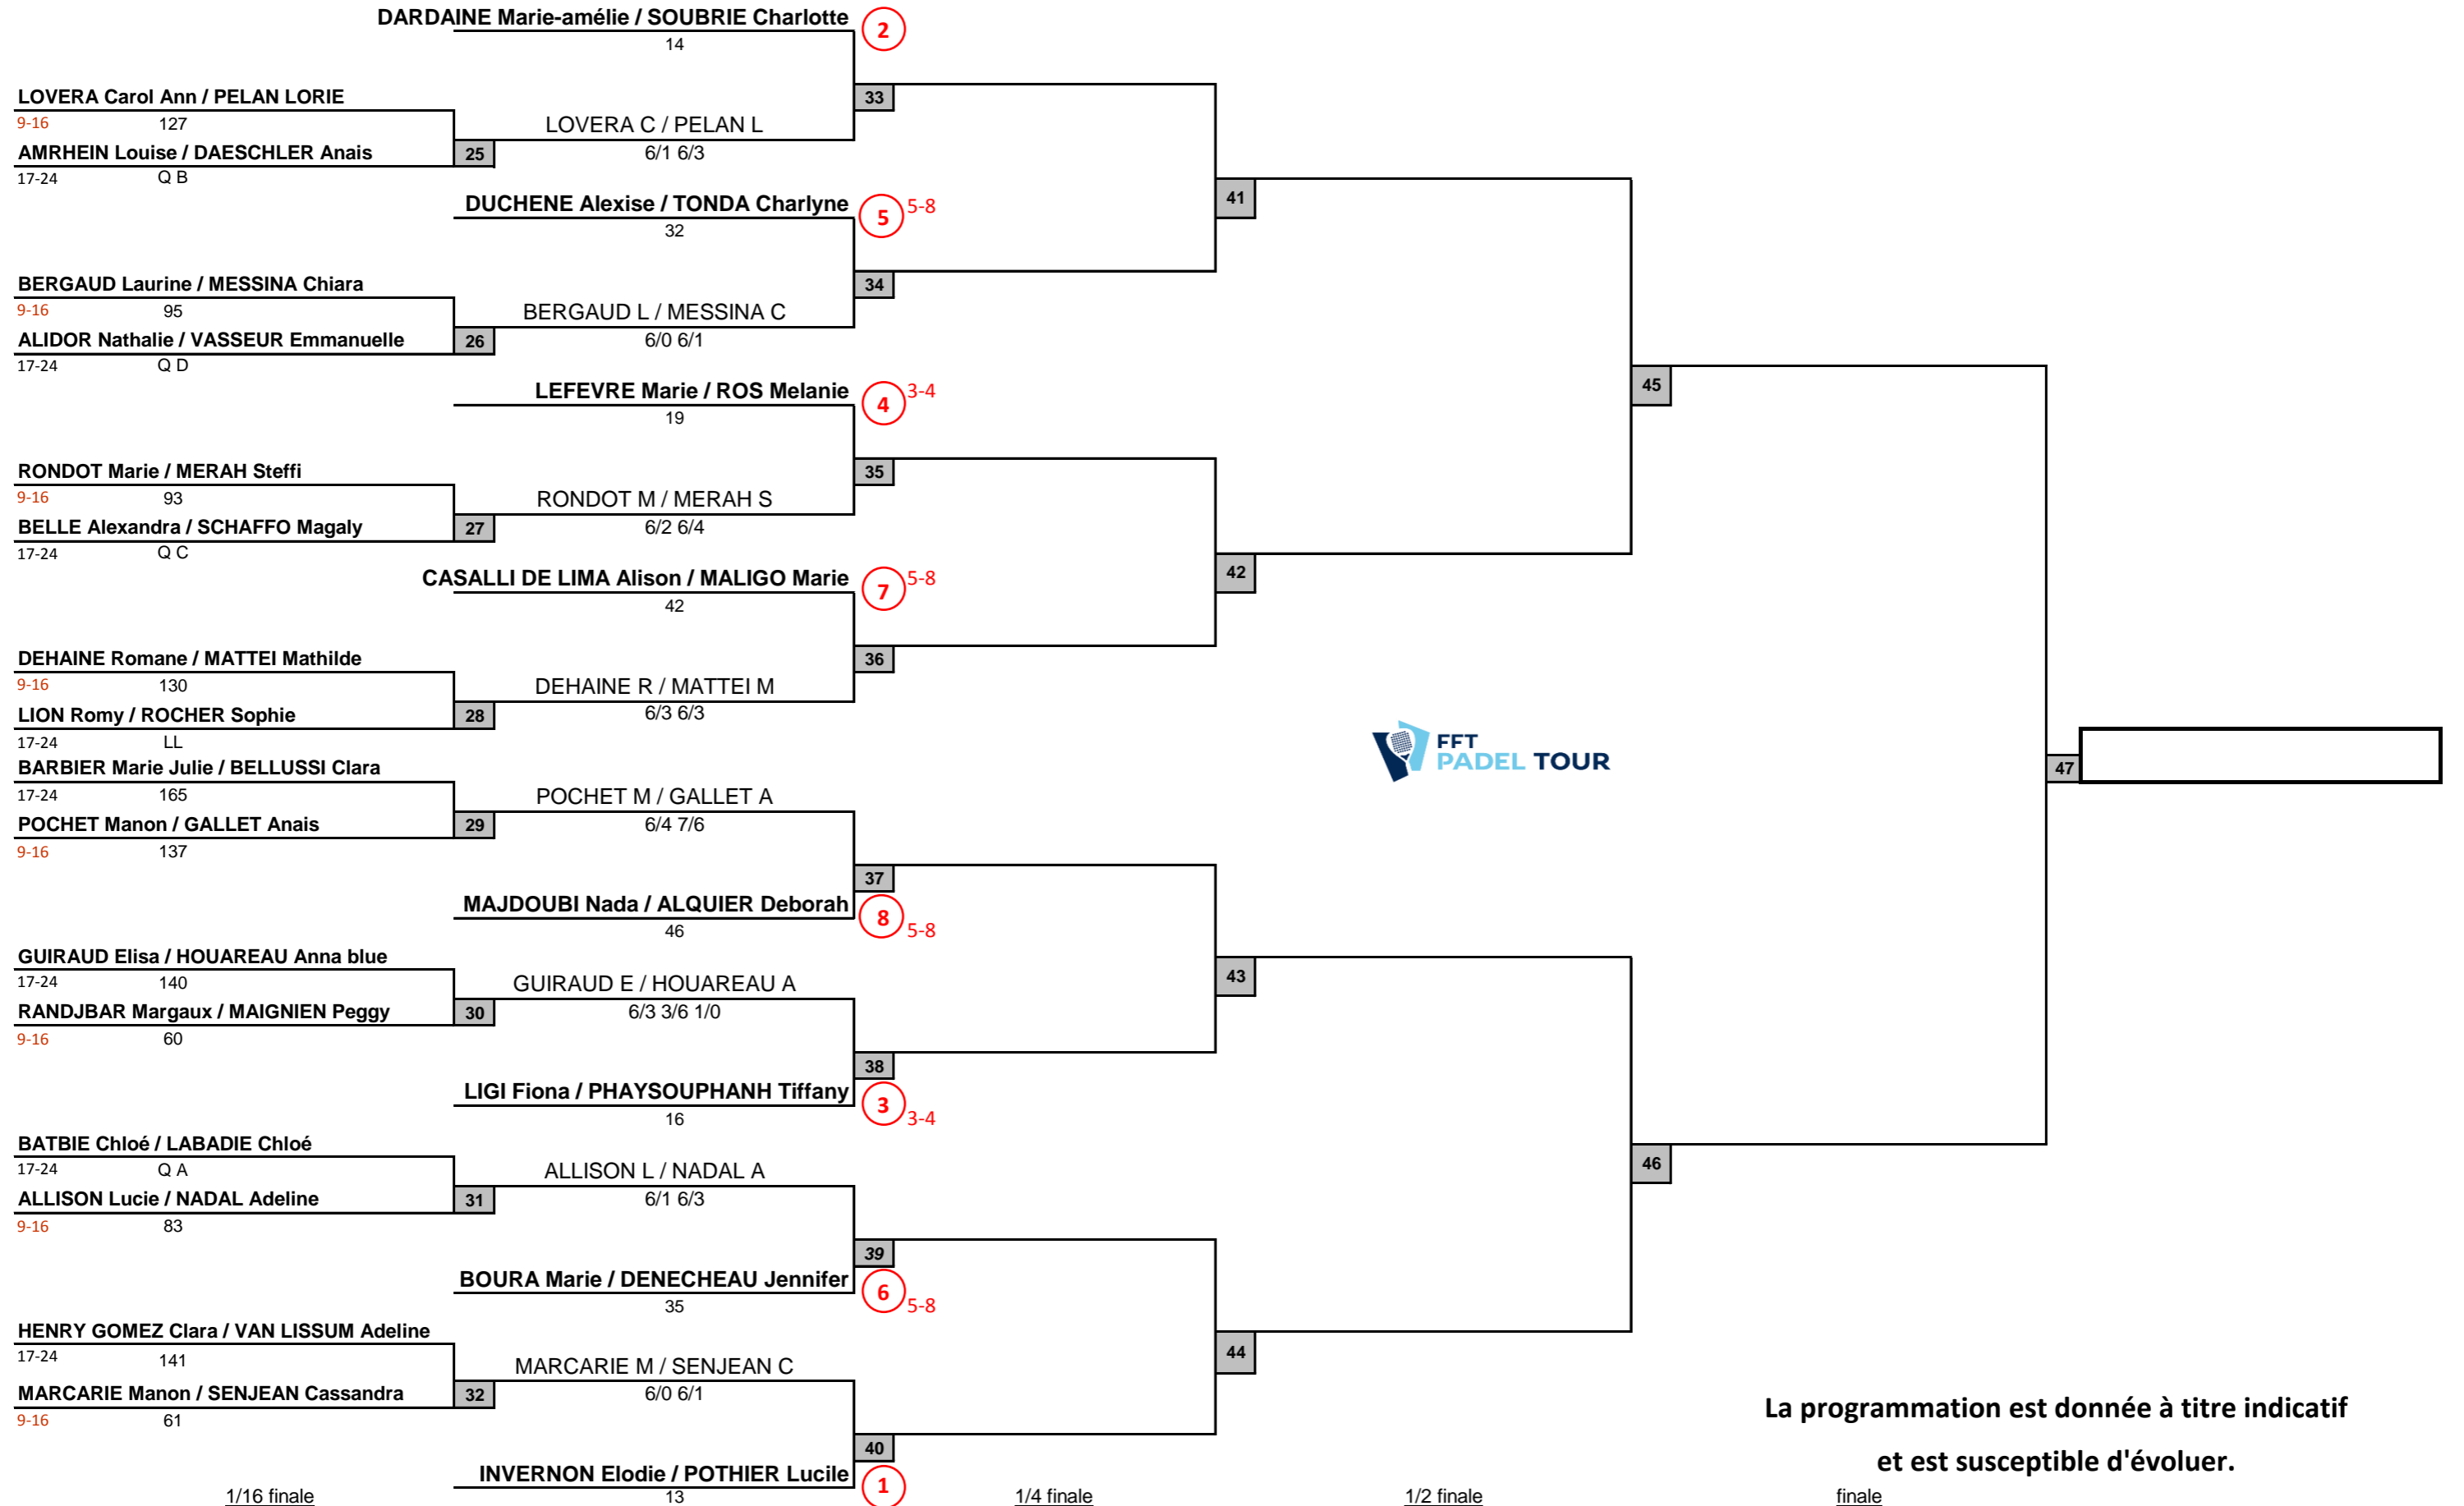 DARDAINE Marie-amélie / SOUBRIE Charlotte 2
14
LOVERA Carol Ann / PELAN LORIE
33
9-16 127
LOVERA C / PELAN L
AMRHEIN Louise / DAESCHLER Anais 25
6/1 6/3
17-24 Q B
DUCHENE Alexise / TONDA Charlyne 5 5-8
41
32
BERGAUD Laurine / MESSINA Chiara
34
9-16 95
BERGAUD L / MESSINA C
ALIDOR Nathalie / VASSEUR Emmanuelle 26
6/0 6/1
17-24 Q D
LEFEVRE Marie / ROS Melanie 4 3-4
45
19
RONDOT Marie / MERAH Steffi
35
9-16 93
RONDOT M / MERAH S
BELLE Alexandra / SCHAFFO Magaly 27
6/2 6/4
17-24 Q C
CASALLI DE LIMA Alison / MALIGO Marie 7 5-8
42
42
DEHAINE Romane / MATTEI Mathilde
36
9-16 130
DEHAINE R / MATTEI M
LION Romy / ROCHER Sophie 28
6/3 6/3
17-24 LL
FFT
PADEL TOUR
BARBIER Marie Julie / BELLUSSI Clara
47
17-24 165
POCHET M / GALLET A
POCHET Manon / GALLET Anais 29
6/4 7/6
9-16 137
37
MAJDOUBI Nada / ALQUIER Deborah 8 5-8
46
GUIRAUD Elisa / HOUAREAU Anna blue
43
17-24 140
GUIRAUD E / HOUAREAU A
RANDJBAR Margaux / MAIGNIEN Peggy 30
6/3 3/6 1/0
9-16 60
38
LIGI Fiona / PHAYSOUPHANH Tiffany 3 3-4
16
BATBIE Chloé / LABADIE Chloé
46
17-24 Q A
ALLISON L / NADAL A
ALLISON Lucie / NADAL Adeline 31
6/1 6/3
9-16 83
39
BOURA Marie / DENECHEAU Jennifer 6 5-8
35
HENRY GOMEZ Clara / VAN LISSUM Adeline
44
17-24 141
MARCARIE M / SENJEAN C
MARCARIE Manon / SENJEAN Cassandra 32
6/0 6/1
9-16 61
La programmation est donnée à titre indicatif
et est susceptible d'évoluer.
40
INVERNON Elodie / POTHIER Lucile 1
13
1/16 finale 1/4 finale 1/2 finale finale